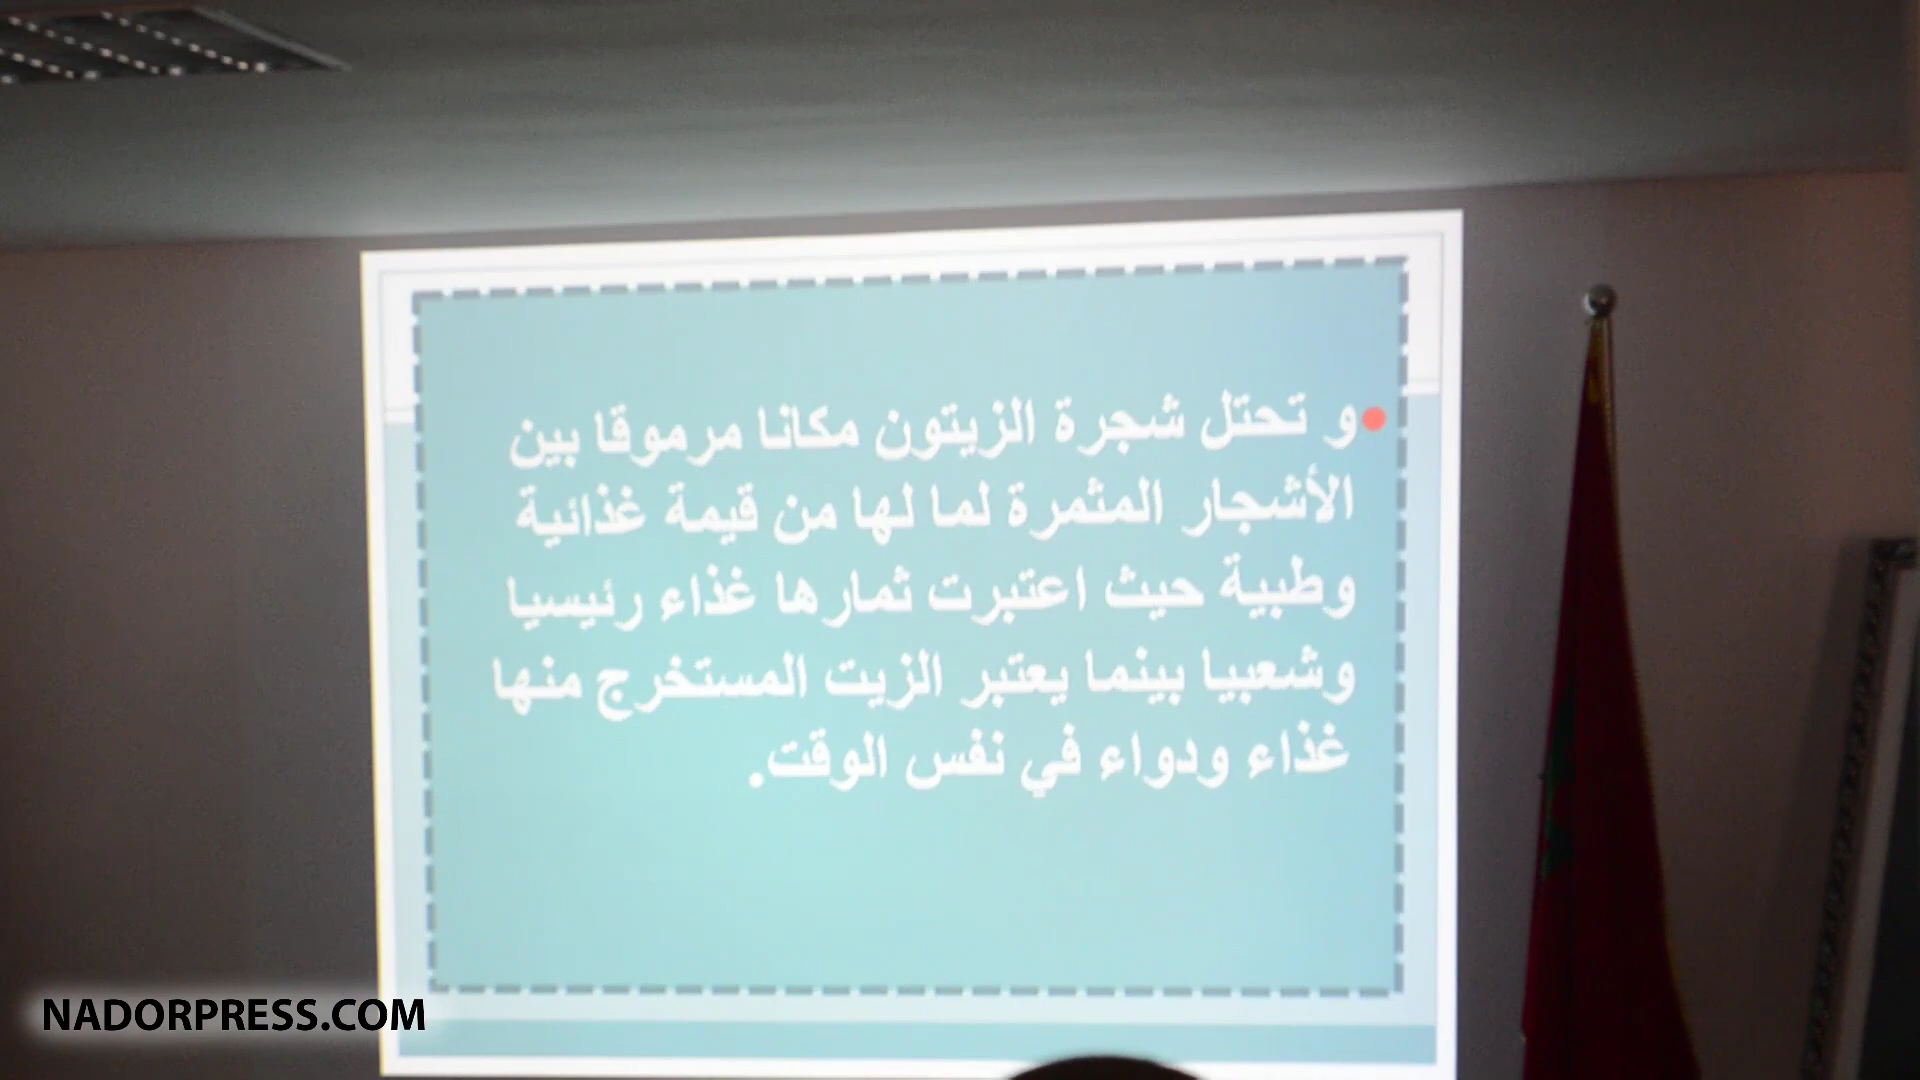 و تحتل شجرة الزيتون مكانا مرموقا بين
الأشجار المثمرة لما لها من قيمة غذائية
وطبية حيث اعتبرت ثمارها غذاء رئيسيا
وشعبيا بينما يعتبر الزيت المستخرج منها
غذاء ودواء في نفس الوقت.
NADORPRESS.COM